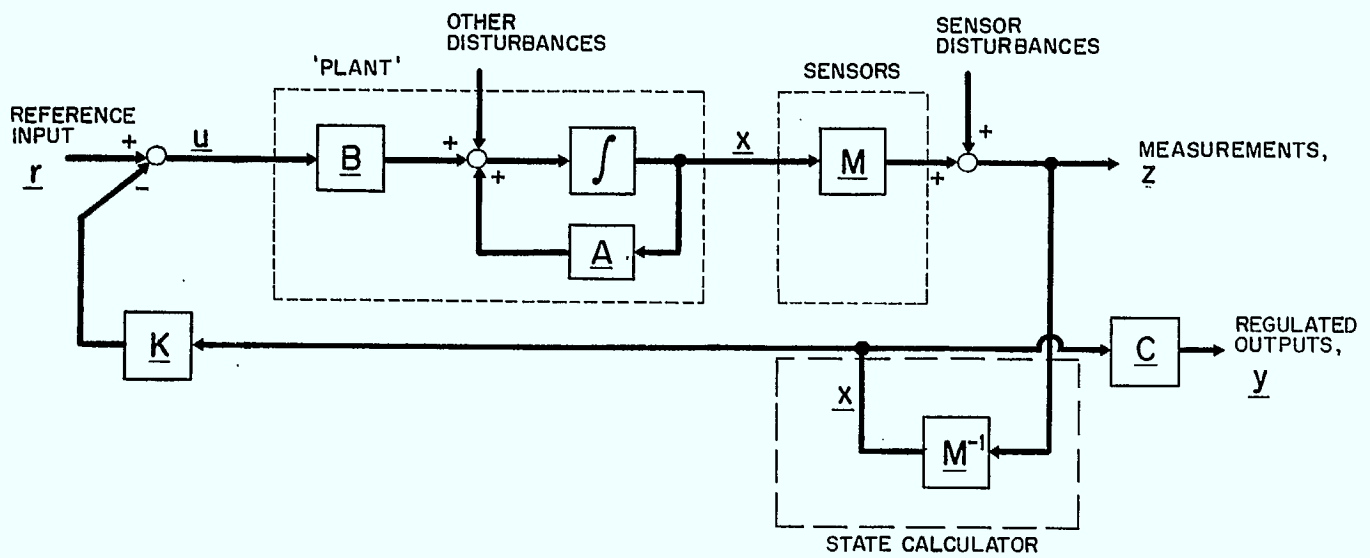 OTHER
DISTURBANCES
SENSOR
DISTURBANCES
'PLANT'
SENSORS
REFERENCE
INPUT
r
+
-
u
B
+
+
∫
A
x
M
+
+
MEASUREMENTS,
z
K
C
REGULATED
OUTPUTS,
y
x
M⁻¹
STATE CALCULATOR